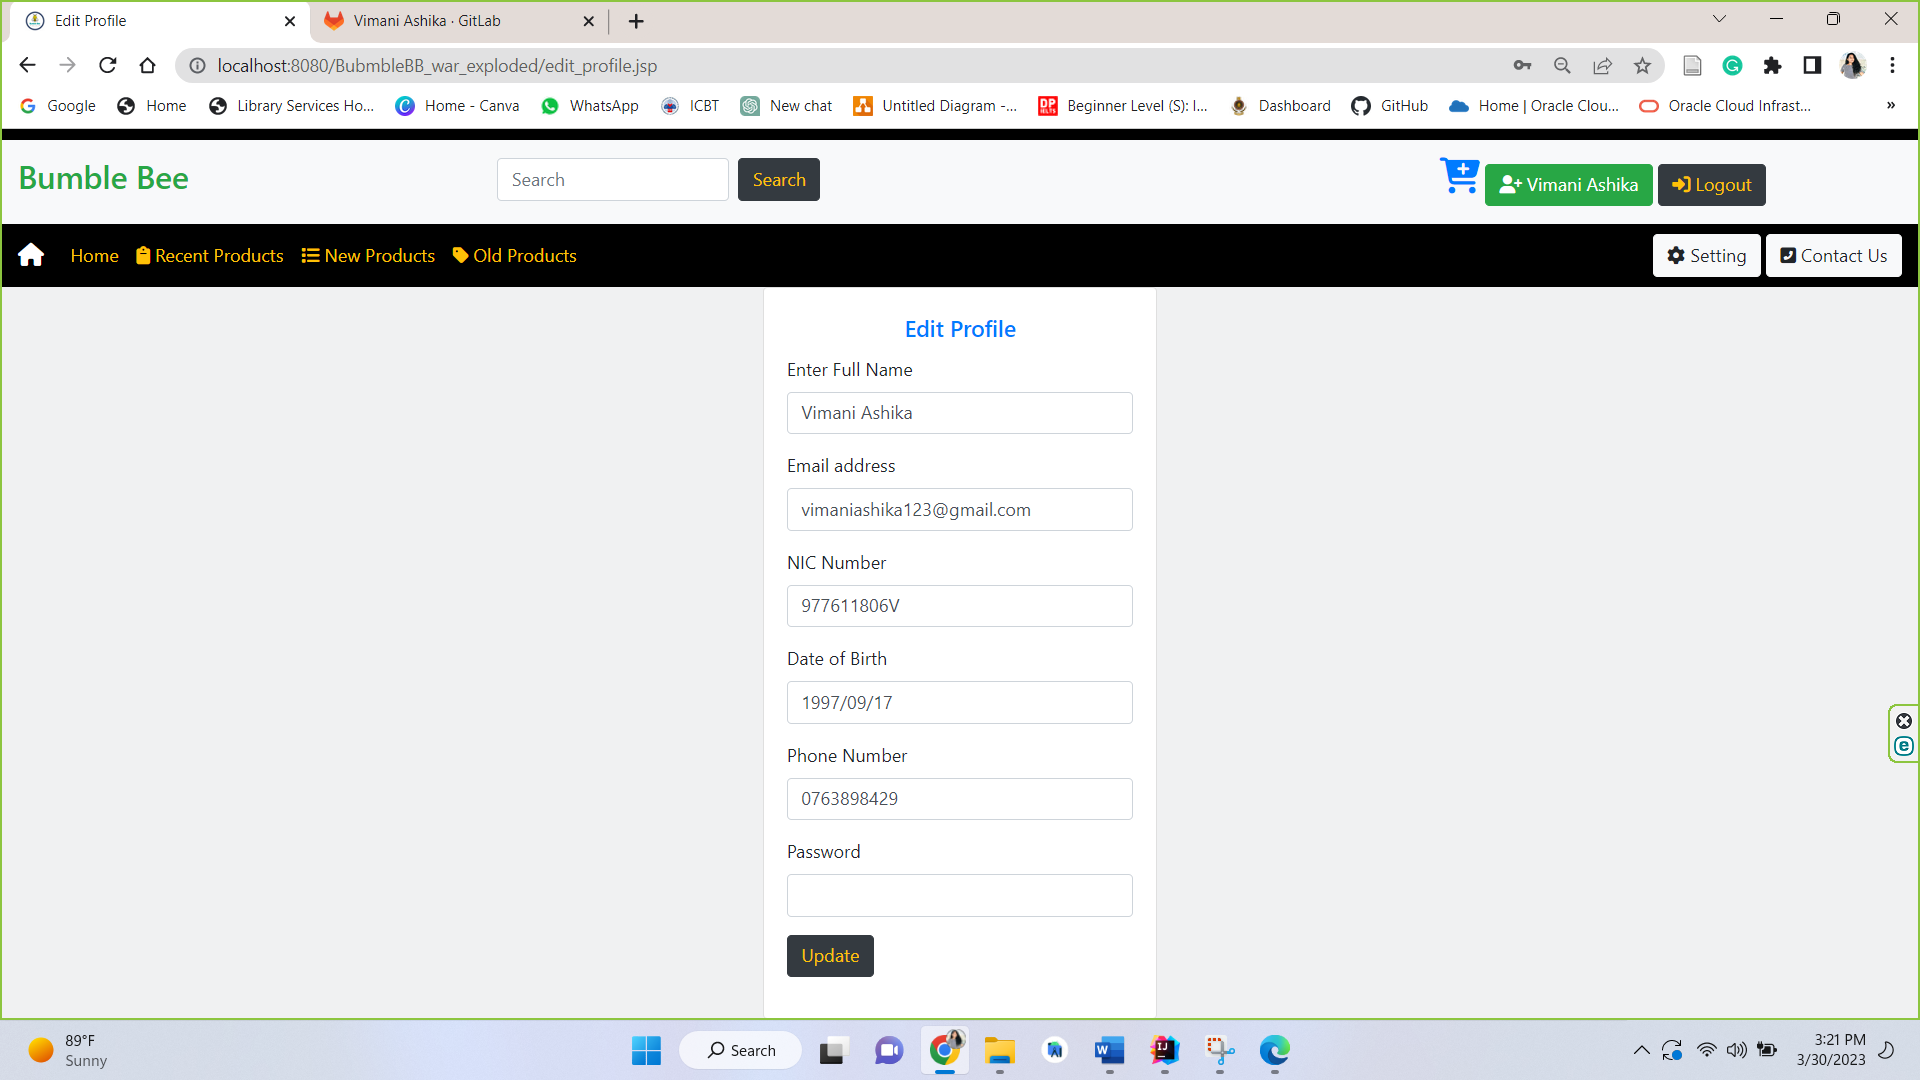 Edit Profile
Vimani Ashika · GitLab
localhost:8080/BubmbleBB_war_exploded/edit_profile.jsp
Google Home Library Services Ho... Home - Canva WhatsApp ICBT New chat Untitled Diagram -... Beginner Level (S): I... Dashboard GitHub Home | Oracle Clou... Oracle Cloud Infrast... »
Bumble Bee
Search
Search
Vimani Ashika
Logout
Home Recent Products New Products Old Products
Setting
Contact Us
Edit Profile
Enter Full Name
Vimani Ashika
Email address
vimaniashika123@gmail.com
NIC Number
977611806V
Date of Birth
1997/09/17
Phone Number
0763898429
Password
Update
89°F
Sunny
Search
3:21 PM
3/30/2023